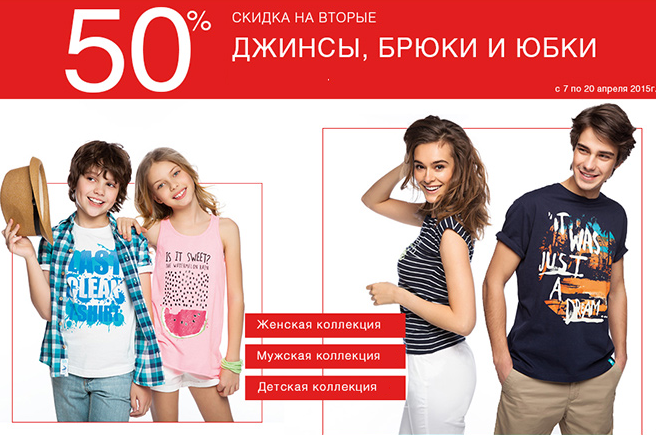 50%
СКИДКА НА ВТОРЫЕ
ДЖИНСЫ, БРЮКИ И ЮБКИ
с 7 по 20 апреля 2015г.
IS IT SWEET?
"IT WAS
JUST
A
DREAM
Женская коллекция
Мужская коллекция
Детская коллекция